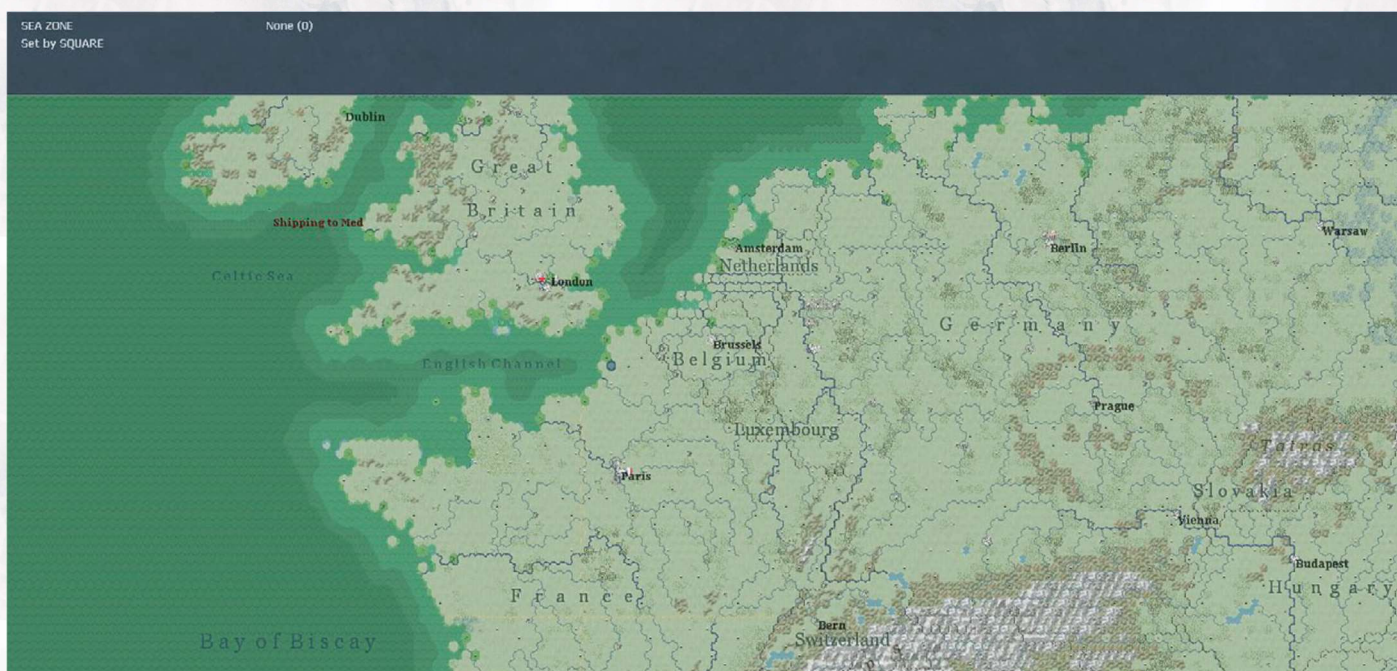 SEA ZONE None (0)
Set by SQUARE
Dublin
Great
Britain
Shipping to Med
Warsaw
Amsterdam
Berlin
Netherlands
Celtic Sea
London
Germany
Brussels
Belgium
English Channel
Prague
Luxembourg
Tatras
Paris
Slovakia
Vienna
Budapest
Hungary
France
Bern
Switzerland
Bay of Biscay